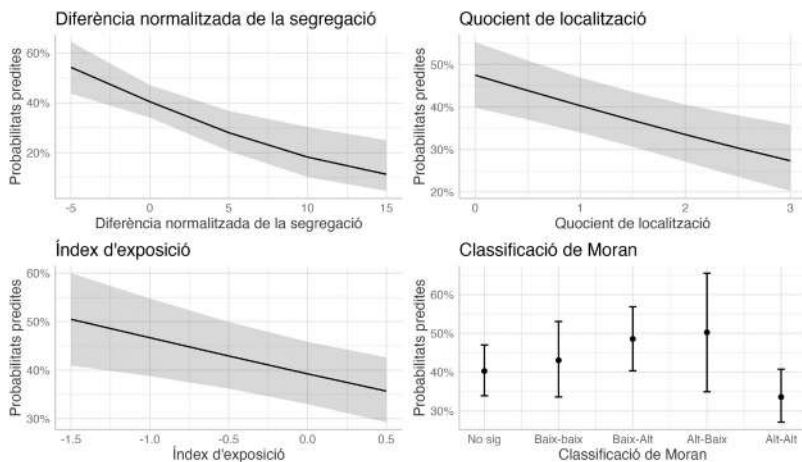 Diferència normalitzada de la segregació
Probabilitats predites
60%
40%
20%
-5
0
5
10
15
Diferència normalitzada de la segregació
Quocient de localització
Probabilitats predites
50%
40%
30%
20%
0
1
2
3
Quocient de localització
Índex d'exposició
Probabilitats predites
60%
50%
40%
30%
-1.5
-1.0
-0.5
0.0
0.5
Índex d'exposició
Classificació de Moran
Probabilitats predites
60%
50%
40%
30%
No sig
Baix-baix
Baix-Alt
Alt-Baix
Alt-Alt
Classificació de Moran